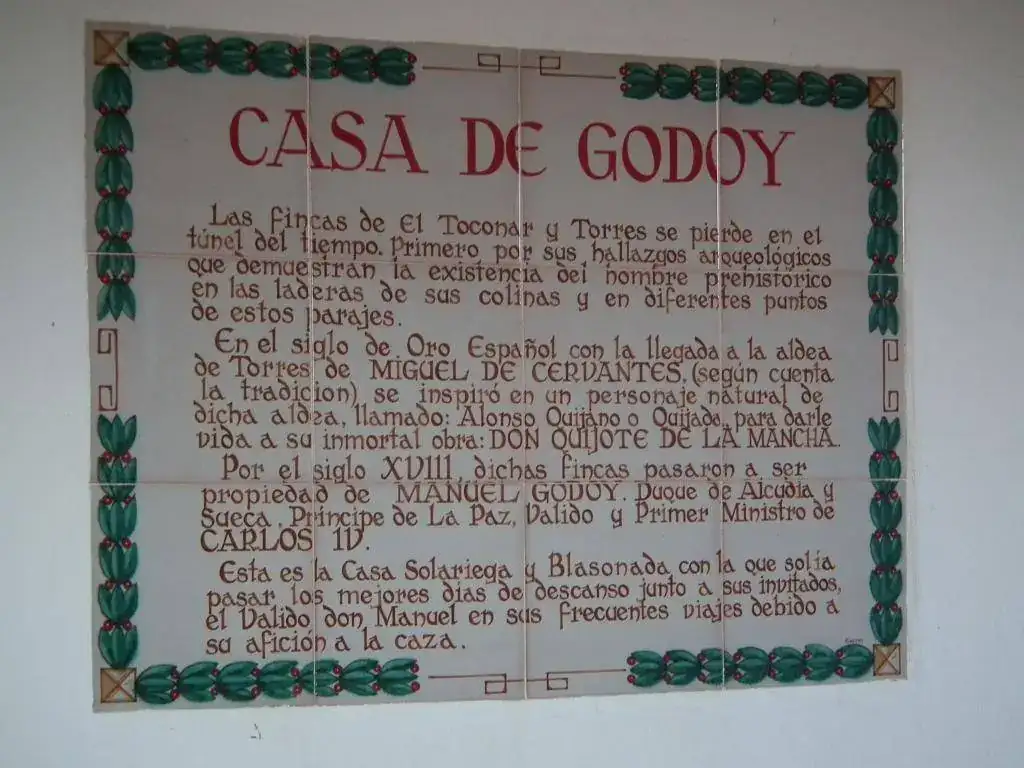 CASA DE GODOY
Las fincas de El Toconar y Torres se pierde en el
túnel del tiempo. Primero por sus hallazgos arqueológicos
que demuestran la existencia del hombre prehistórico
en las laderas de sus colinas y en diferentes puntos
de estos parajes.
En el siglo de Oro Español con la llegada a la aldea
de Torres de MIGUEL DE CERVANTES, (según cuenta
la tradicion) se inspiró en un personaje natural de
dicha aldea, llamado: Alonso Quijano o Quijada, para darle
vida a su inmortal obra: DON QUIJOTE DE LA MANCHA.
Por el siglo XVIII, dichas fincas pasaron a ser
propiedad de MANUEL GODOY. Duque de Alcudia y
Sueca, Príncipe de La Paz, Valido y Primer Ministro de
CARLOS IV.
Esta es la Casa Solariega y Blasonada con la que solía
pasar los mejores días de descanso junto a sus invitados,
el Valido don Manuel en sus frecuentes viajes debido a
su afición a la caza.